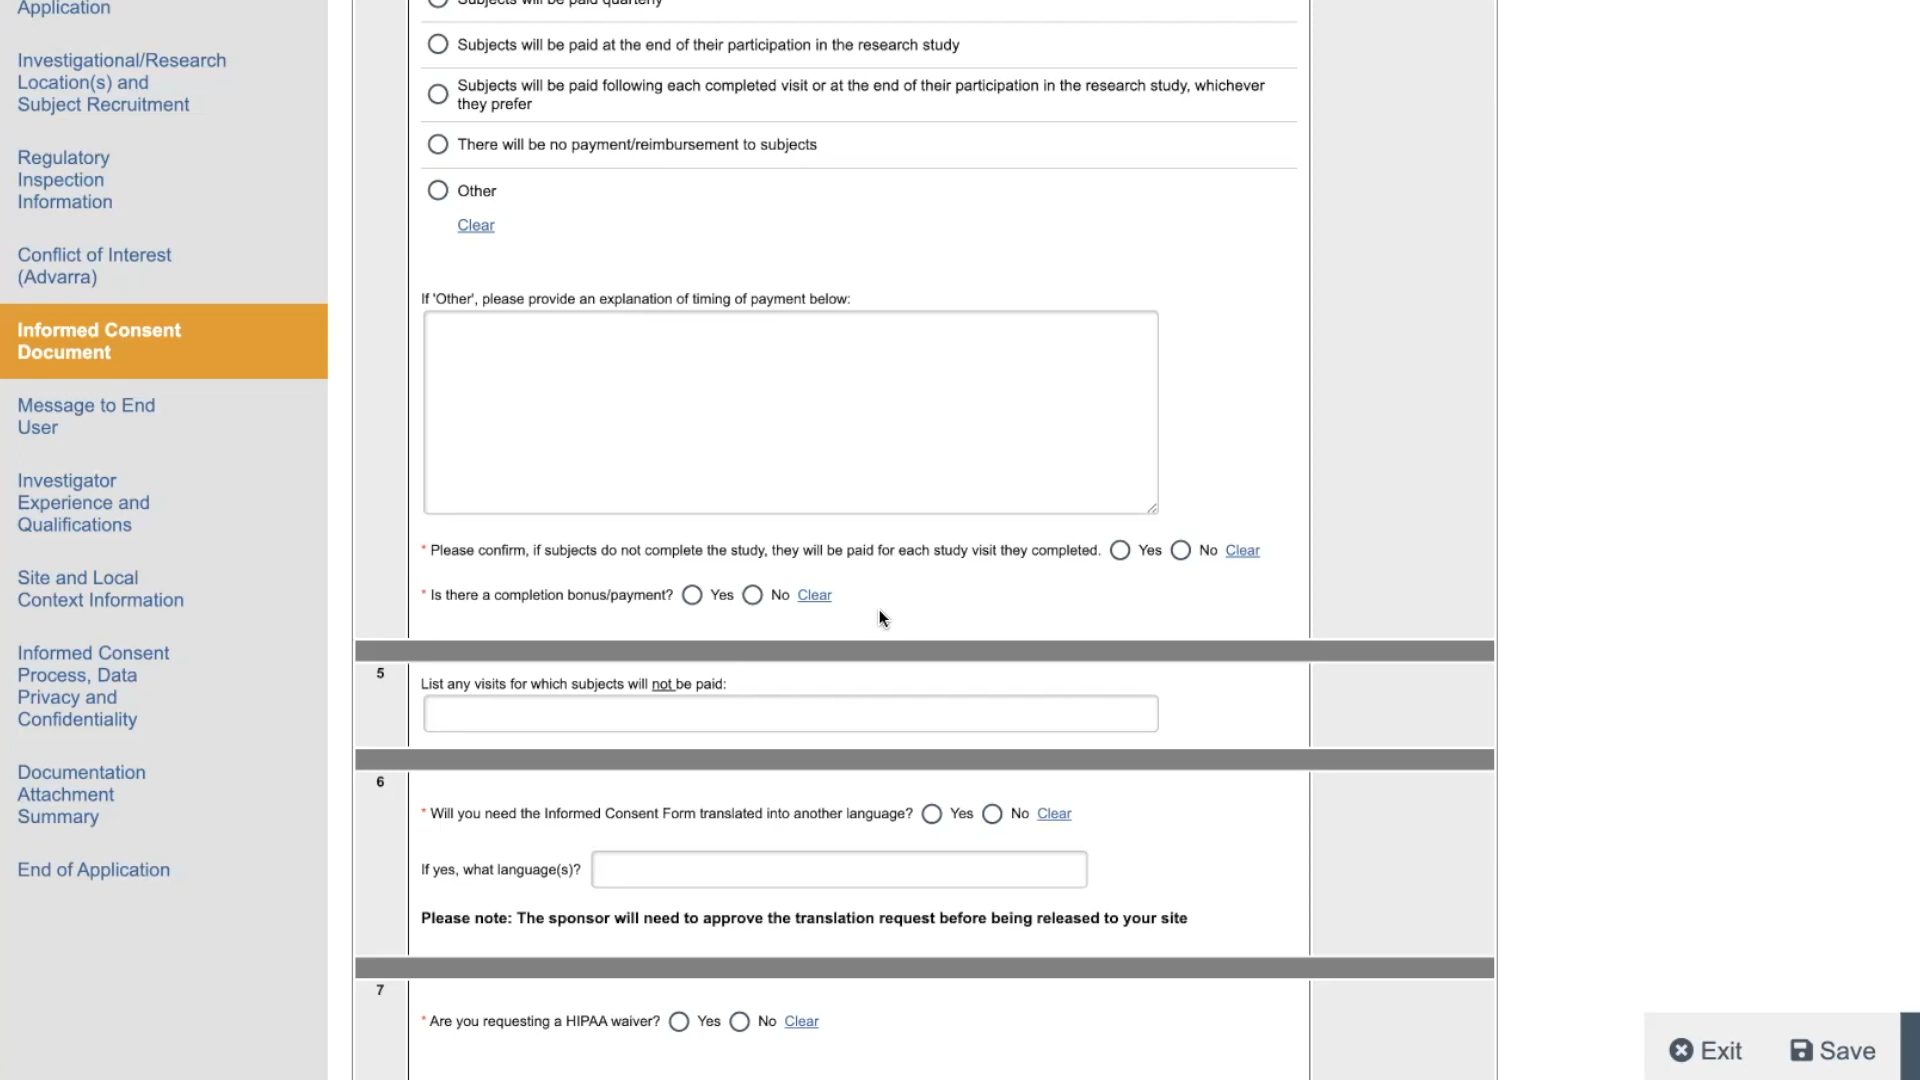 Application
Investigational/Research
Location(s) and
Subject Recruitment
Regulatory
Inspection
Information
Conflict of Interest
(Advarra)
Informed Consent
Document
Message to End
User
Investigator
Experience and
Qualifications
Site and Local
Context Information
Informed Consent
Process, Data
Privacy and
Confidentiality
Documentation
Attachment
Summary
End of Application
Subjects will be paid quarterly
Subjects will be paid at the end of their participation in the research study
Subjects will be paid following each completed visit or at the end of their participation in the research study, whichever
they prefer
There will be no payment/reimbursement to subjects
Other
Clear
If 'Other', please provide an explanation of timing of payment below:
* Please confirm, if subjects do not complete the study, they will be paid for each study visit they completed. Yes No Clear
* Is there a completion bonus/payment? Yes No Clear
5
List any visits for which subjects will not be paid:
6
* Will you need the Informed Consent Form translated into another language? Yes No Clear
If yes, what language(s)?
Please note: The sponsor will need to approve the translation request before being released to your site
7
* Are you requesting a HIPAA waiver? Yes No Clear
Exit Save